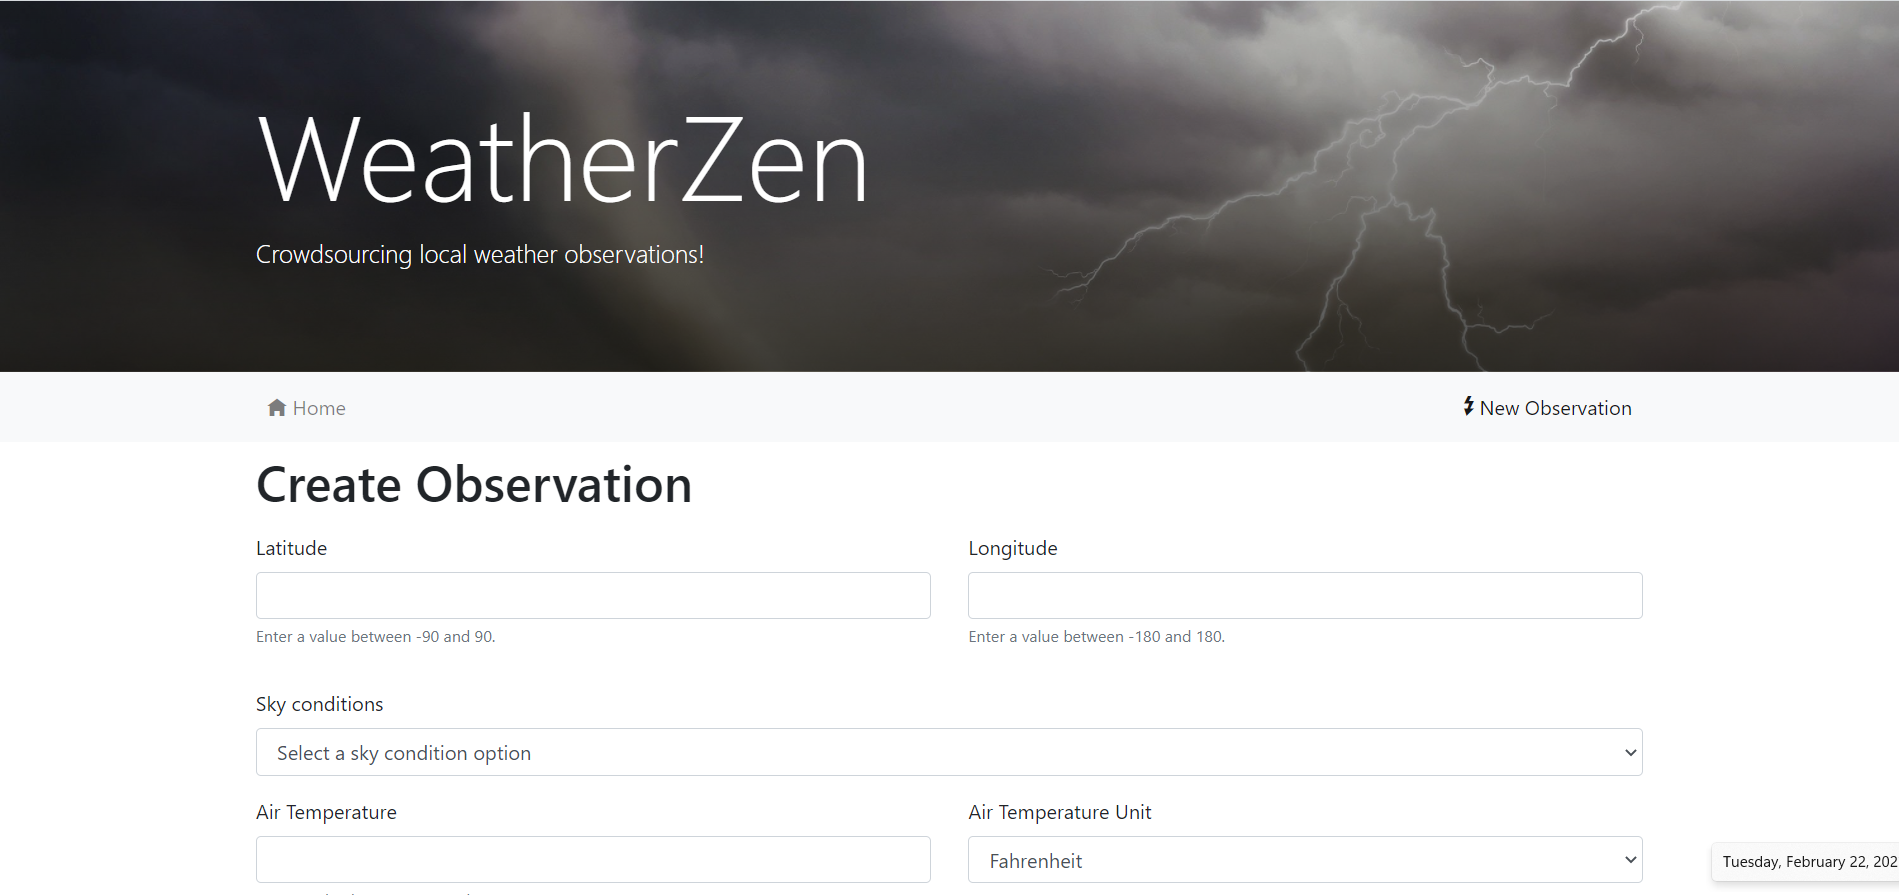 WeatherZen
Crowdsourcing local weather observations!
Home
New Observation
Create Observation
Latitude
Longitude
Enter a value between -90 and 90.
Enter a value between -180 and 180.
Sky conditions
Select a sky condition option
Air Temperature
Air Temperature Unit
Fahrenheit
Tuesday, February 22, 202